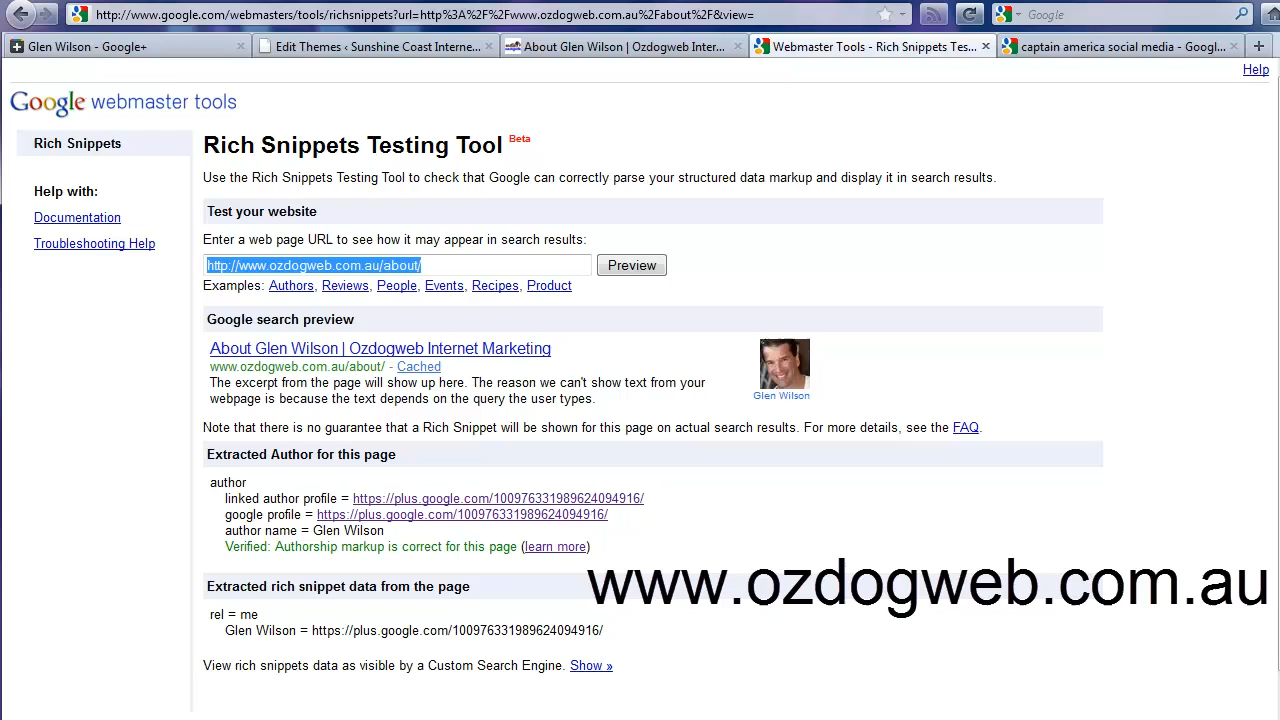 http://www.google.com/webmasters/tools/richsnippets?url=http%3A%2F%2Fwww.ozdogweb.com.au%2Fabout%2F&view=
Google
Glen Wilson - Google+
Edit Themes ‹ Sunshine Coast Interne...
About Glen Wilson | Ozdogweb Inter...
Webmaster Tools - Rich Snippets Tes...
captain america social media - Googl...
Help
Google webmaster tools
Rich Snippets
Help with:
Documentation
Troubleshooting Help
Rich Snippets Testing Tool Beta
Use the Rich Snippets Testing Tool to check that Google can correctly parse your structured data markup and display it in search results.
Test your website
Enter a web page URL to see how it may appear in search results:
http://www.ozdogweb.com.au/about/
Preview
Examples: Authors, Reviews, People, Events, Recipes, Product
Google search preview
About Glen Wilson | Ozdogweb Internet Marketing
www.ozdogweb.com.au/about/ - Cached
The excerpt from the page will show up here. The reason we can't show text from your
webpage is because the text depends on the query the user types.
Glen Wilson
Note that there is no guarantee that a Rich Snippet will be shown for this page on actual search results. For more details, see the FAQ.
Extracted Author for this page
author
linked author profile = https://plus.google.com/100976331989624094916/
google profile = https://plus.google.com/100976331989624094916/
author name = Glen Wilson
Verified: Authorship markup is correct for this page (learn more)
Extracted rich snippet data from the page
www.ozdogweb.com.au
rel = me
Glen Wilson = https://plus.google.com/100976331989624094916/
View rich snippets data as visible by a Custom Search Engine. Show »